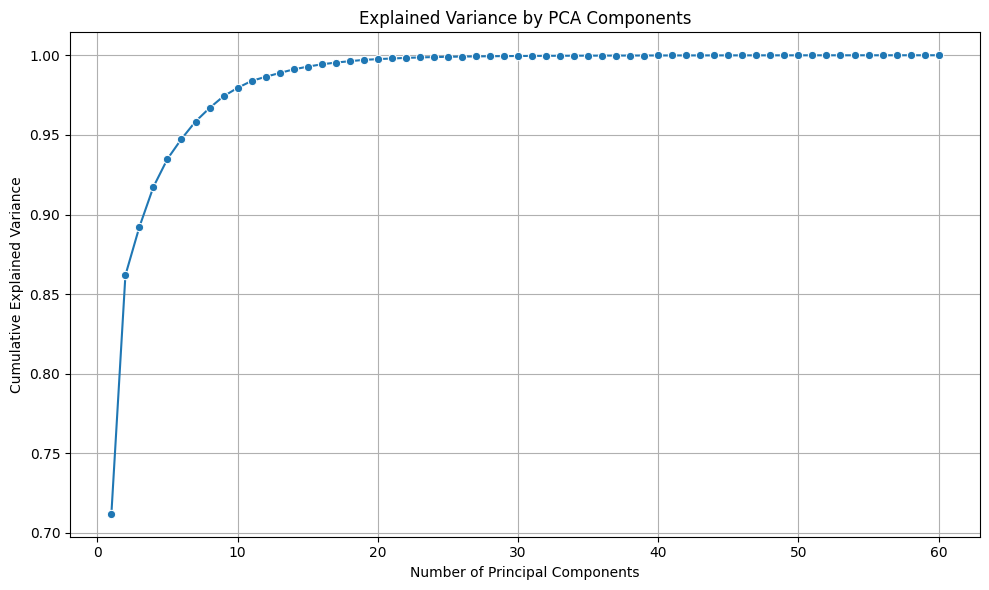 Explained Variance by PCA Components
Cumulative Explained Variance
1.00
0.95
0.90
0.85
0.80
0.75
0.70
0 10 20 30 40 50 60
Number of Principal Components